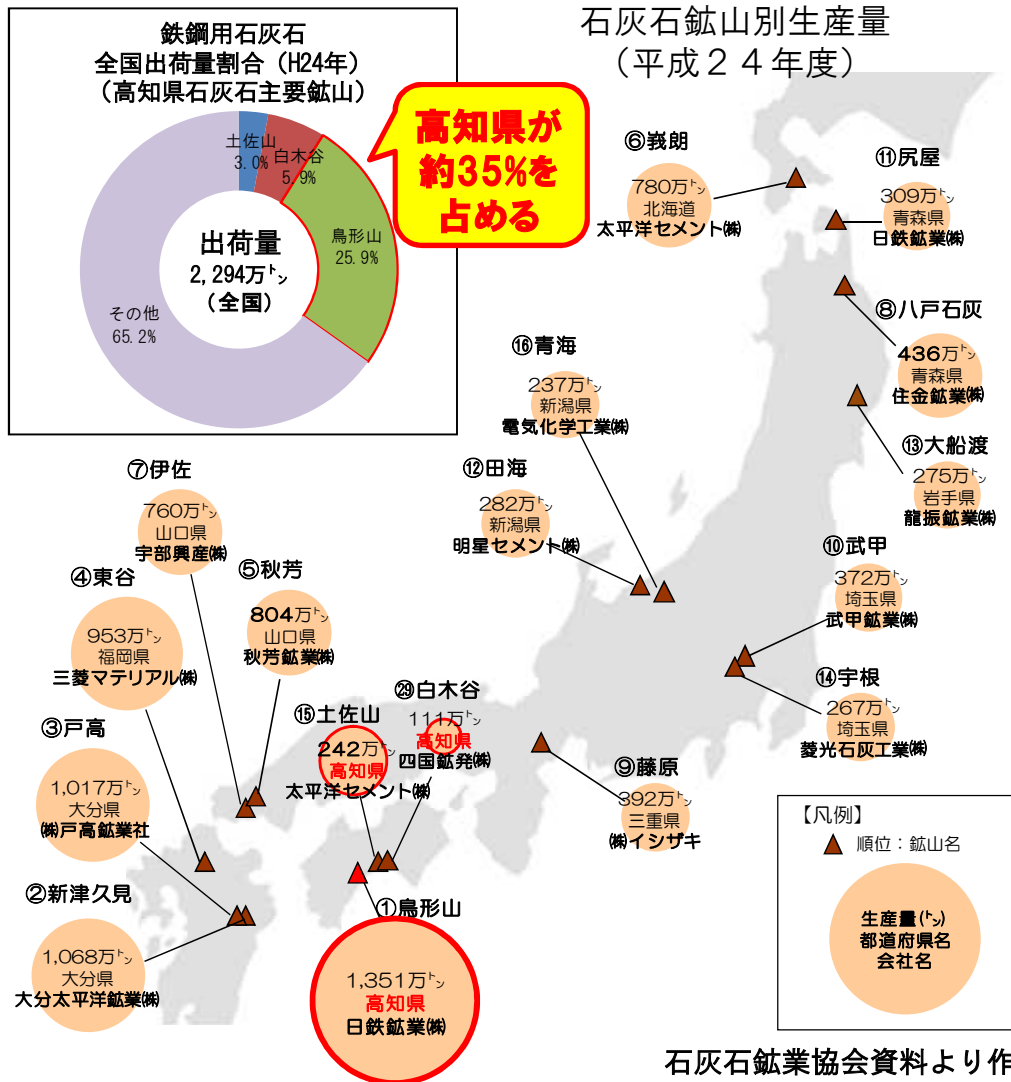 石灰石鉱山別生産量
（平成２４年度）
鉄鋼用石灰石
全国出荷量割合（H24年）
（高知県石灰石主要鉱山）
土佐山
3.0%
白木谷
5.9%
鳥形山
25.9%
その他
65.2%
出荷量
2,294万㌧
（全国）
高知県が
約35%を
占める
⑥峩朗
780万㌧
北海道
太平洋セメント㈱
⑪尻屋
309万㌧
青森県
日鉄鉱業㈱
⑧八戸石灰
436万㌧
青森県
住金鉱業㈱
⑯青海
237万㌧
新潟県
電気化学工業㈱
⑬大船渡
275万㌧
岩手県
龍振鉱業㈱
⑫田海
282万㌧
新潟県
明星セメント㈱
⑦伊佐
760万㌧
山口県
宇部興産㈱
⑩武甲
372万㌧
埼玉県
武甲鉱業㈱
⑤秋芳
804万㌧
山口県
秋芳鉱業㈱
④東谷
953万㌧
福岡県
三菱マテリアル㈱
⑭宇根
267万㌧
埼玉県
菱光石灰工業㈱
㉙白木谷
111万㌧
高知県
四国鉱発㈱
⑮土佐山
242万㌧
高知県
太平洋セメント㈱
③戸高
1,017万㌧
大分県
㈱戸高鉱業社
⑨藤原
392万㌧
三重県
㈱イシザキ
②新津久見
1,068万㌧
大分県
大分太平洋鉱業㈱
①鳥形山
1,351万㌧
高知県
日鉄鉱業㈱
【凡例】
順位：鉱山名
生産量(㌧)
都道府県名
会社名
石灰石鉱業協会資料より作